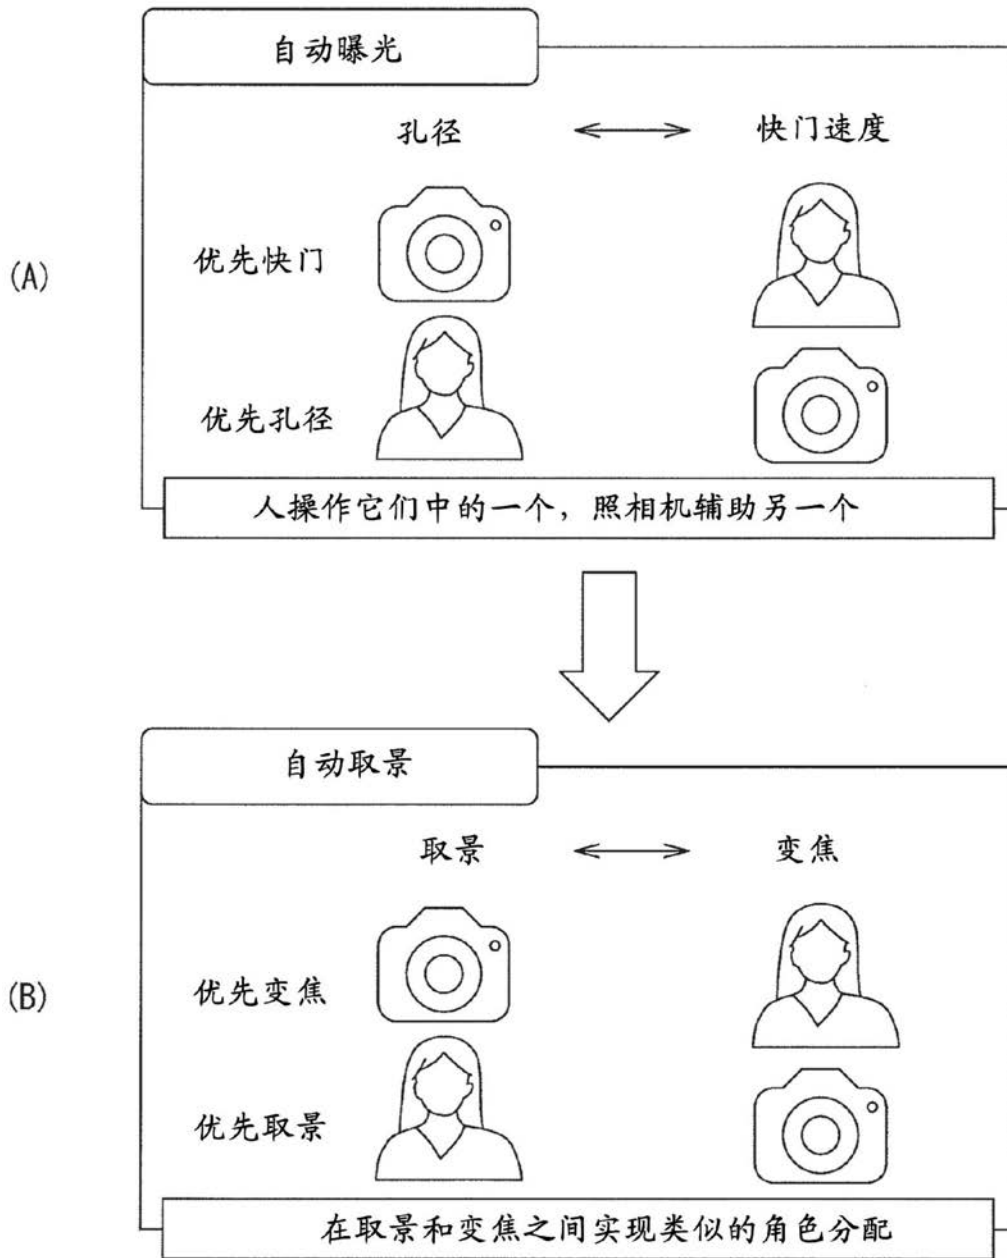 自动曝光
孔径 快门速度
(A)
优先快门
优先孔径
人操作它们中的一个，照相机辅助另一个
自动取景
取景 变焦
(B)
优先变焦
优先取景
在取景和变焦之间实现类似的角色分配